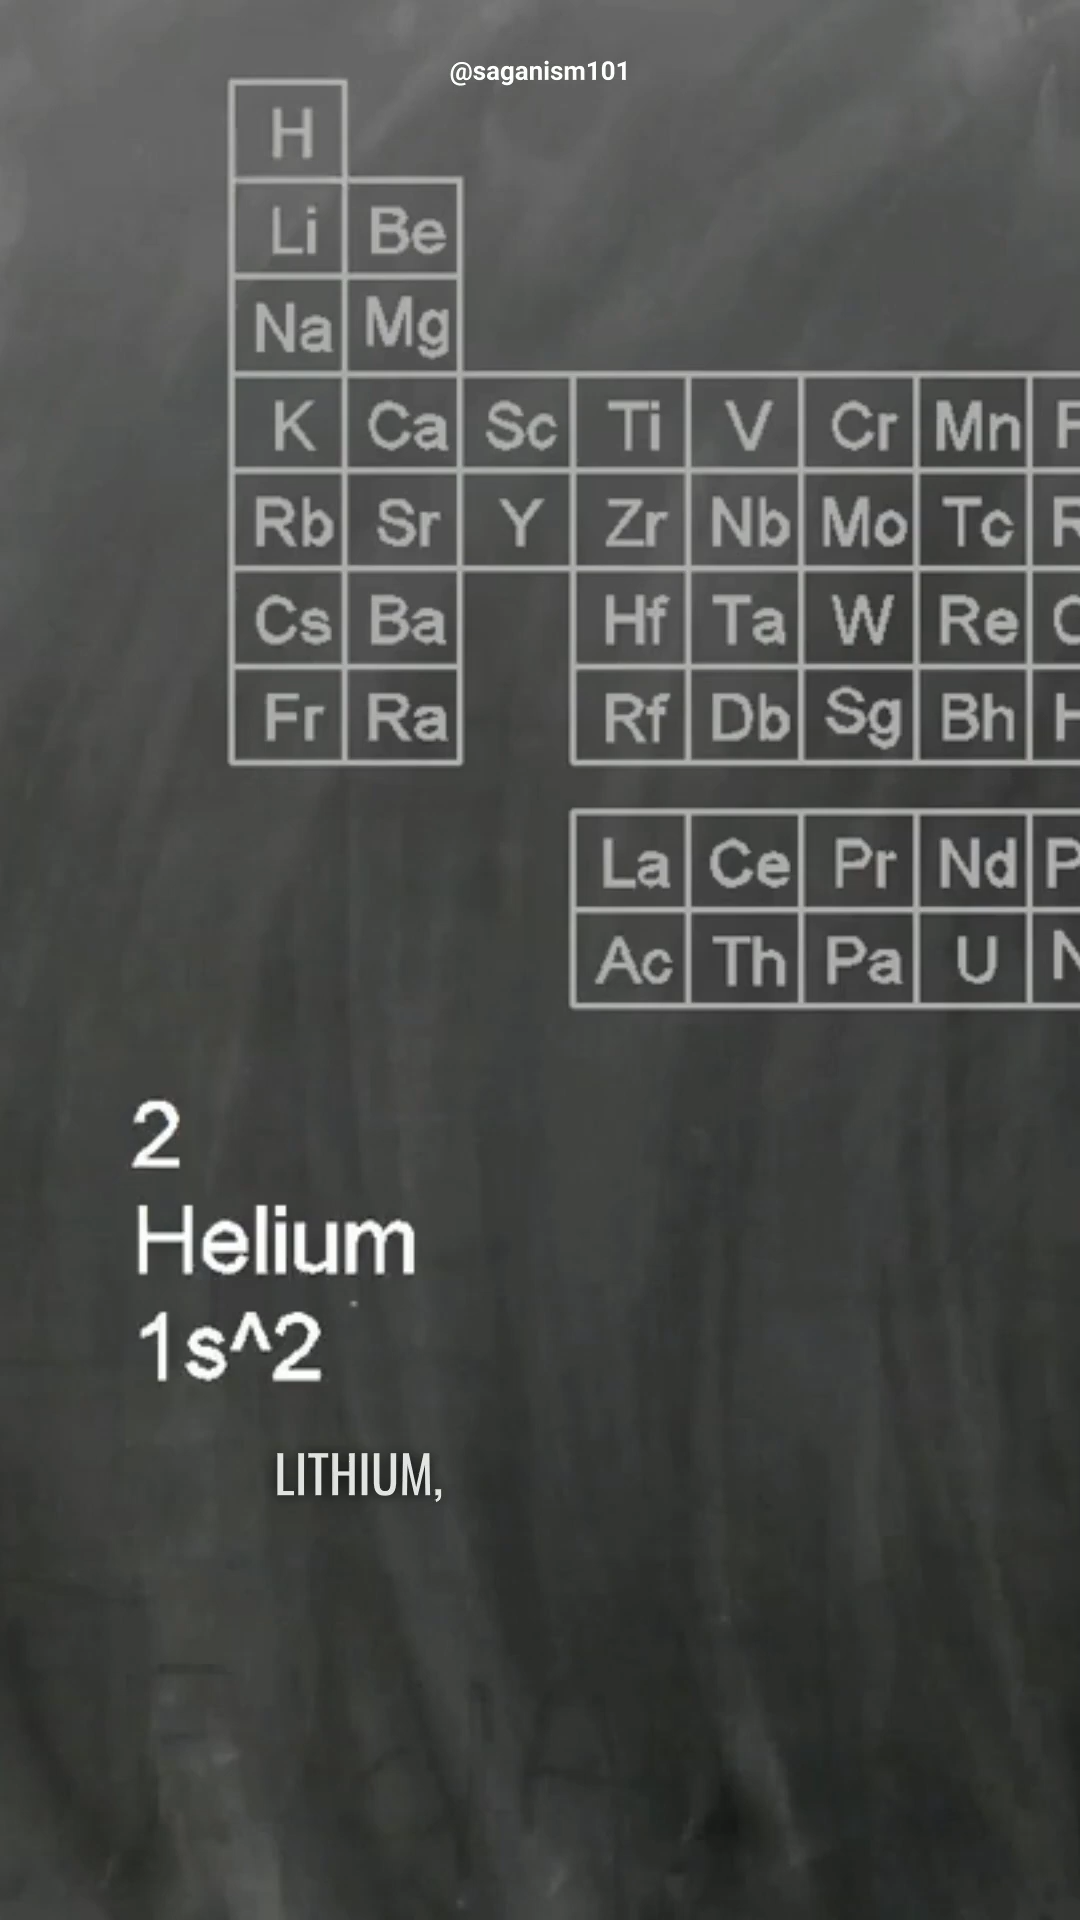 @saganism101
H
Li Be
Na Mg
K Ca Sc Ti V Cr Mn
Rb Sr Y Zr Nb Mo Tc
Cs Ba Hf Ta W Re
Fr Ra Rf Db Sg Bh
La Ce Pr Nd
Ac Th Pa U
2
Helium
1s^2
LITHIUM,